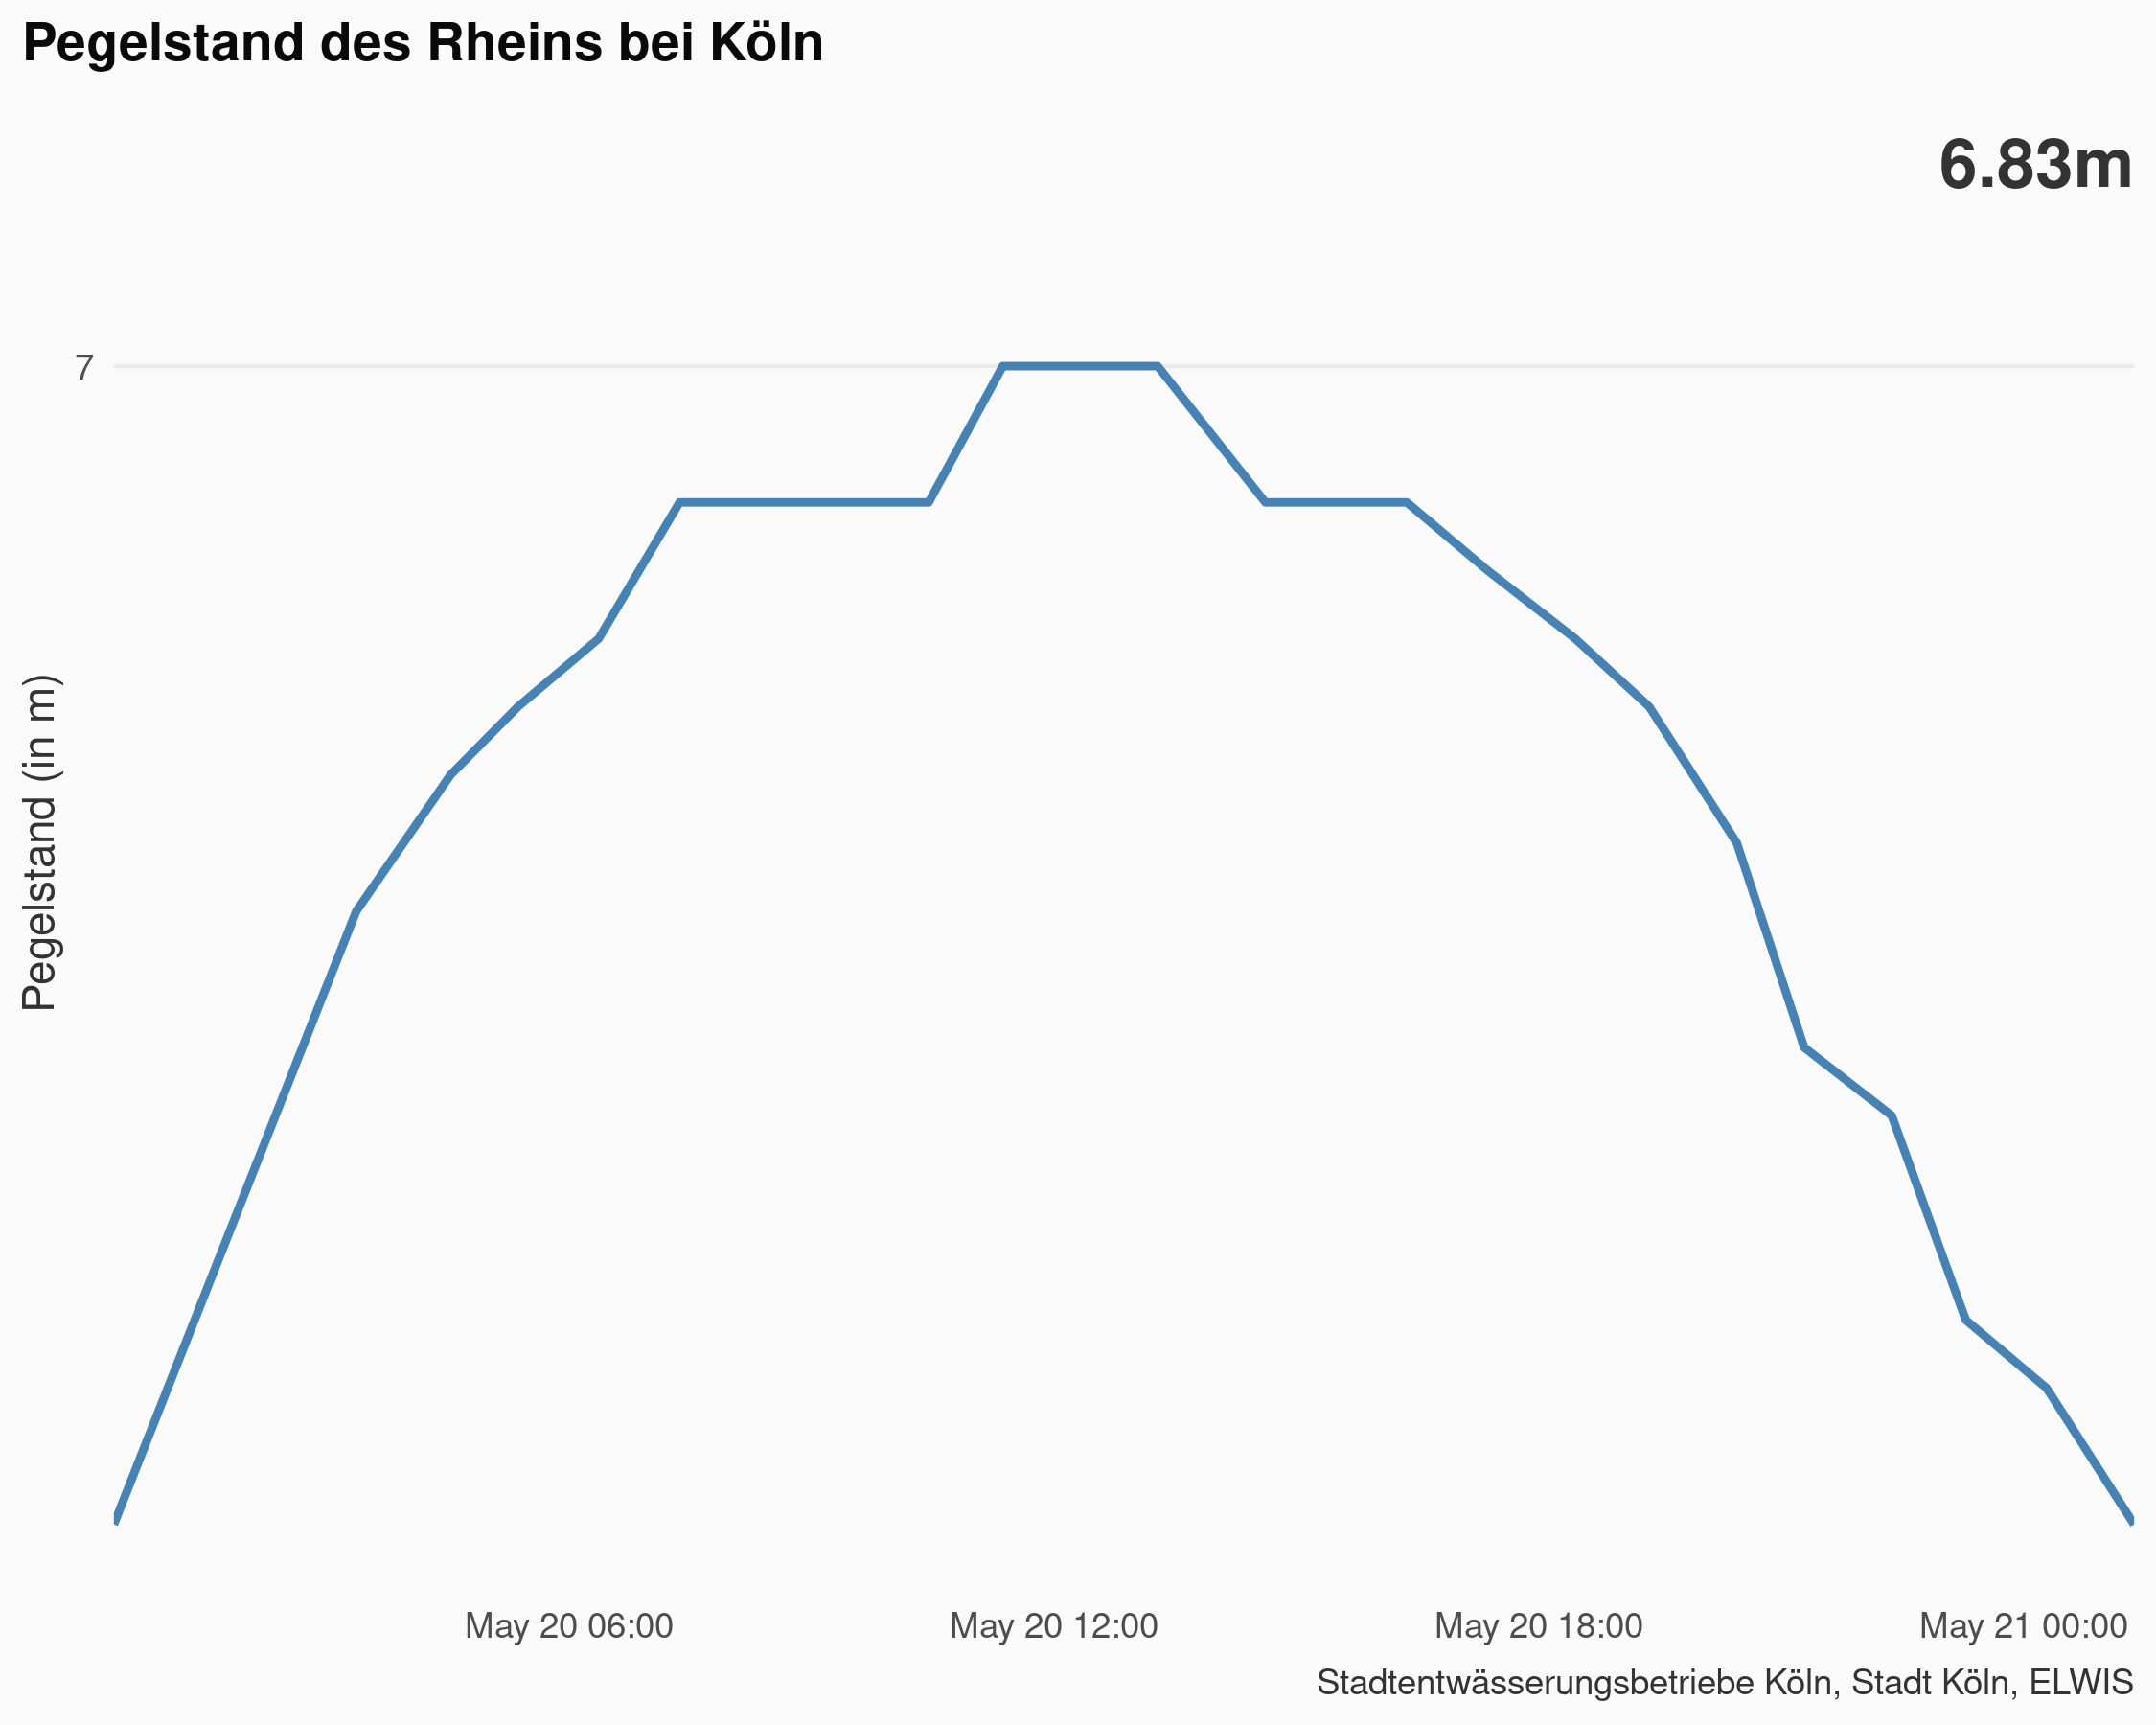 Pegelstand des Rheins bei Köln
6.83m
7
Pegelstand (in m)
May 20 06:00
May 20 12:00
May 20 18:00
May 21 00:00
Stadtentwässerungsbetriebe Köln, Stadt Köln, ELWIS